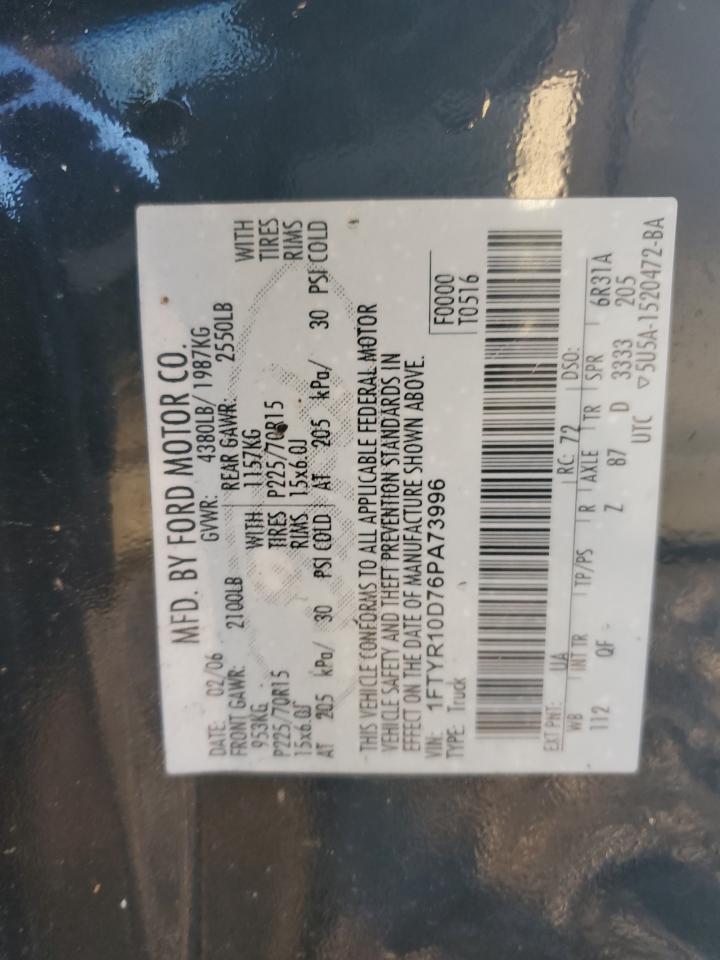 MFD. BY FORD MOTOR CO.
DATE: 02/06 GVWR: 4380LB/ 1987KG
FRONT GAWR: 2100LB REAR GAWR: 2550LB
953KG WITH 1157KG WITH
P225/70R15 TIRES P225/70R15 TIRES
15x6.0J RIMS 15x6.0J RIMS
AT 205 kPa/ 30 PSI COLD AT 205 kPa/ 30 PSI COLD
THIS VEHICLE CONFORMS TO ALL APPLICABLE FEDERAL MOTOR
VEHICLE SAFETY AND THEFT PREVENTION STANDARDS IN
EFFECT ON THE DATE OF MANUFACTURE SHOWN ABOVE.
VIN: 1FTYR10D76PA73996 F0000
TYPE: Truck T0516
EXT PNT: UA RC: 72 DSO:
WB INT TR TP/PS R AXLE TR SPR 6R31A
112 QF Z 87 D 3333 205
UTC ▽5U5A-1520472-BA